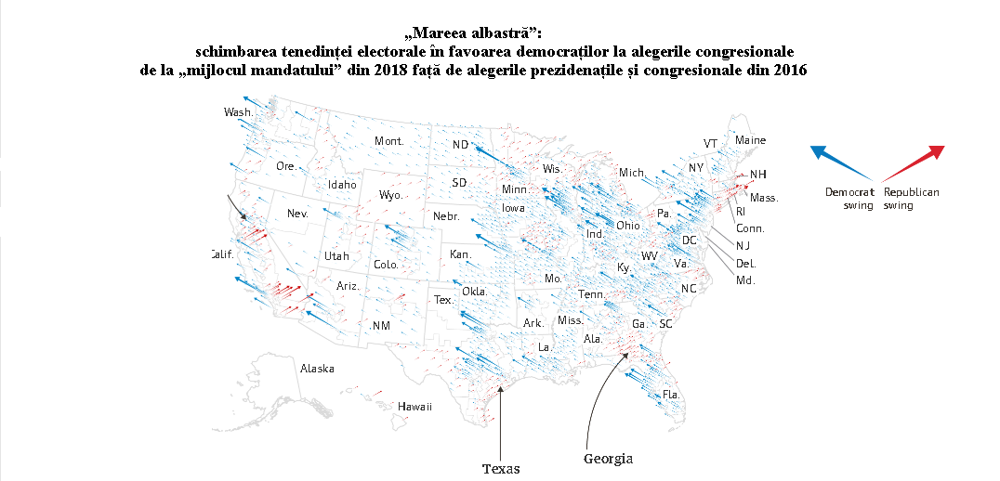 „Mareea albastră”:
schimbarea tenedinței electorale în favoarea democraților la alegerile congresionale
de la „mijlocul mandatului” din 2018 față de alegerile prezidenațile și congresionale din 2016
Wash.
Mont.
ND
Ore.
Idaho
Wyo.
SD
Minn.
Wis.
Mich.
NY
VT
Maine
NH
Mass.
RI
Conn.
NJ
Del.
Md.
Nev.
Utah
Colo.
Nebr.
Iowa
Kan.
Ind.
Ohio
Pa.
DC
WV
Va.
Ky.
NC
Mo.
Tenn.
Calif.
Ariz.
NM
Tex.
Okla.
Ark.
Miss.
La.
Ala.
Ga.
SC
Fla.
Alaska
Hawaii
Texas
Georgia
Democrat
swing
Republican
swing